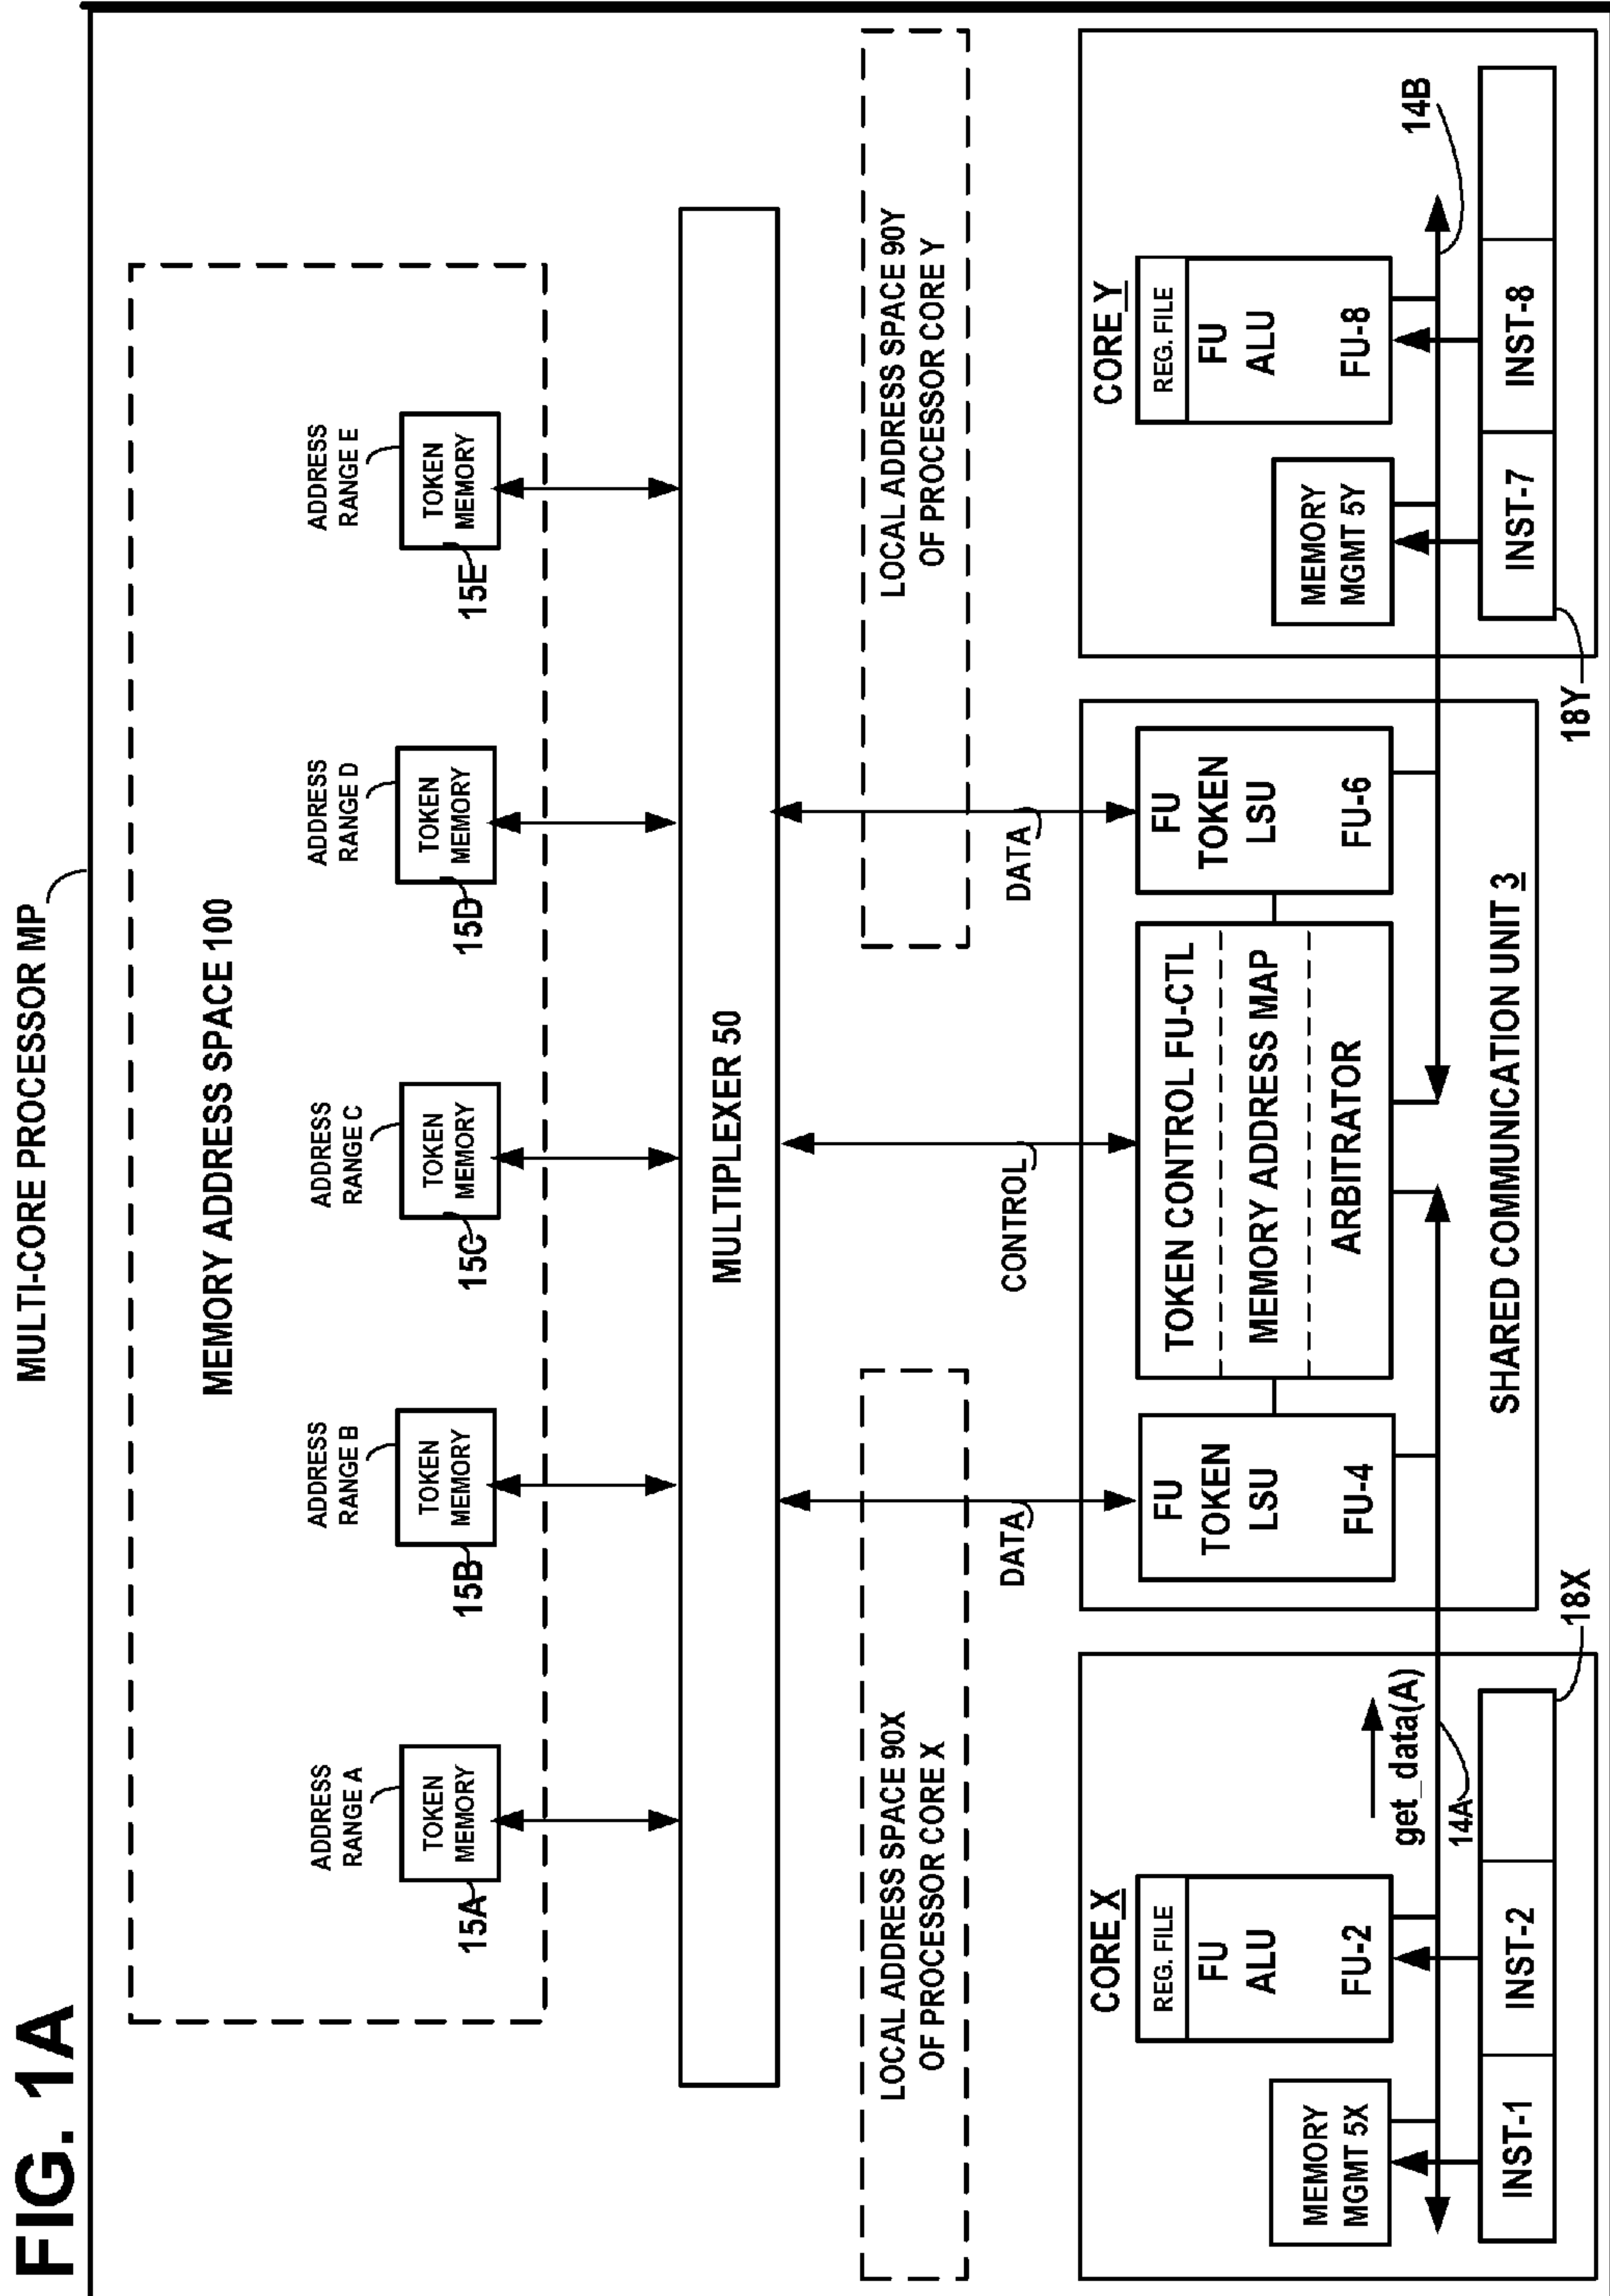 FIG. 1A
MULTI-CORE PROCESSOR MP
MEMORY ADDRESS SPACE 100
ADDRESS
RANGE A
TOKEN
MEMORY
15A
ADDRESS
RANGE B
TOKEN
MEMORY
15B
ADDRESS
RANGE C
TOKEN
MEMORY
15C
ADDRESS
RANGE D
TOKEN
MEMORY
15D
ADDRESS
RANGE E
TOKEN
MEMORY
15E
MULTIPLEXER 50
LOCAL ADDRESS SPACE 90X
OF PROCESSOR CORE X
LOCAL ADDRESS SPACE 90Y
OF PROCESSOR CORE Y
DATA
CONTROL
DATA
CORE X
MEMORY
MGMT 5X
REG. FILE
FU
ALU
FU-2
get_data(A)
14A
INST-1
INST-2
18X
FU
TOKEN
LSU
FU-4
TOKEN CONTROL FU-CTL
MEMORY ADDRESS MAP
ARBITRATOR
FU
TOKEN
LSU
FU-6
SHARED COMMUNICATION UNIT 3
CORE Y
MEMORY
MGMT 5Y
REG. FILE
FU
ALU
FU-8
14B
INST-7
INST-8
18Y